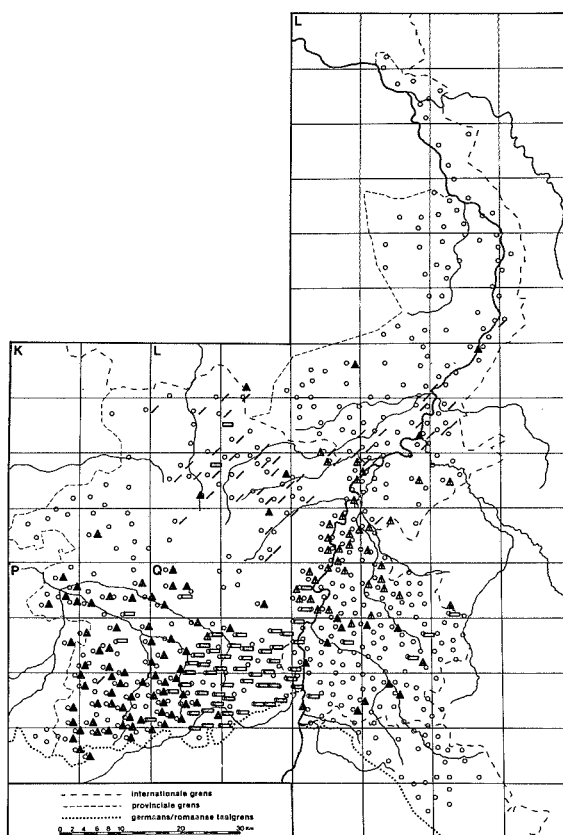 L
K L
P Q
internationale grens
provinciale grens
germaans/romaanse taalgrens
0 2 4 6 8 10 20 30 Km